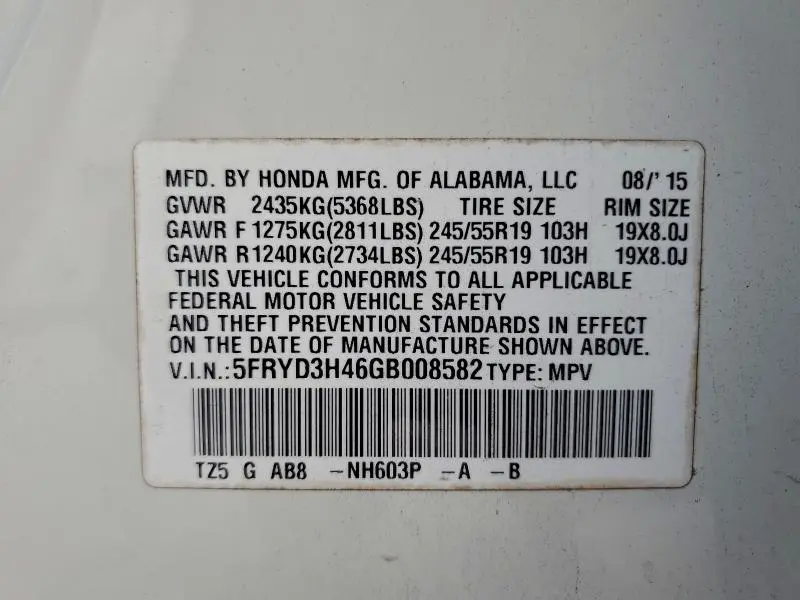 MFD. BY HONDA MFG. OF ALABAMA, LLC 08/'15
GVWR 2435KG(5368LBS) TIRE SIZE RIM SIZE
GAWR F 1275KG(2811LBS) 245/55R19 103H 19X8.0J
GAWR R1240KG(2734LBS) 245/55R19 103H 19X8.0J
THIS VEHICLE CONFORMS TO ALL APPLICABLE
FEDERAL MOTOR VEHICLE SAFETY
AND THEFT PREVENTION STANDARDS IN EFFECT
ON THE DATE OF MANUFACTURE SHOWN ABOVE.
V.I.N.:5FRYD3H46GB008582 TYPE: MPV
TZ5 G AB8 -NH603P -A -B